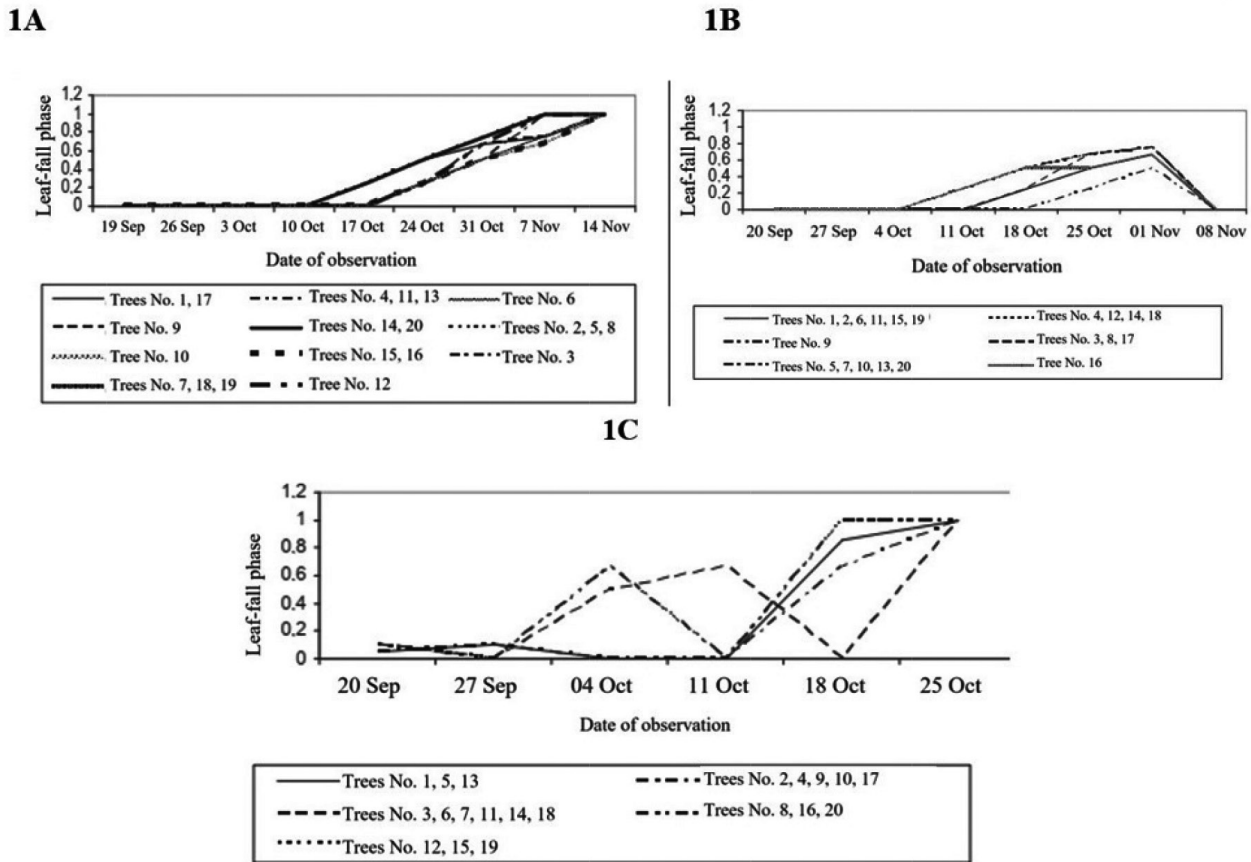 1A
1B
Leaf-fall phase
1.2
1
0.8
0.6
0.4
0.2
0
19 Sep 26 Sep 3 Oct 10 Oct 17 Oct 24 Oct 31 Oct 7 Nov 14 Nov
Date of observation
Trees No. 1, 17 Trees No. 4, 11, 13 Tree No. 6
Tree No. 9 Trees No. 14, 20 Trees No. 2, 5, 8
Tree No. 10 Trees No. 15, 16 Tree No. 3
Trees No. 7, 18, 19 Tree No. 12
Leaf-fall phase
1.2
1
0.8
0.6
0.4
0.2
0
20 Sep 27 Sep 4 Oct 11 Oct 18 Oct 25 Oct 01 Nov 08 Nov
Date of observation
Trees No. 1, 2, 6, 11, 15, 19 Trees No. 4, 12, 14, 18
Tree No. 9 Trees No. 3, 8, 17
Trees No. 5, 7, 10, 13, 20 Tree No. 16
1C
Leaf-fall phase
1.2
1
0.8
0.6
0.4
0.2
0
20 Sep 27 Sep 04 Oct 11 Oct 18 Oct 25 Oct
Date of observation
Trees No. 1, 5, 13 Trees No. 2, 4, 9, 10, 17
Trees No. 3, 6, 7, 11, 14, 18 Trees No. 8, 16, 20
Trees No. 12, 15, 19